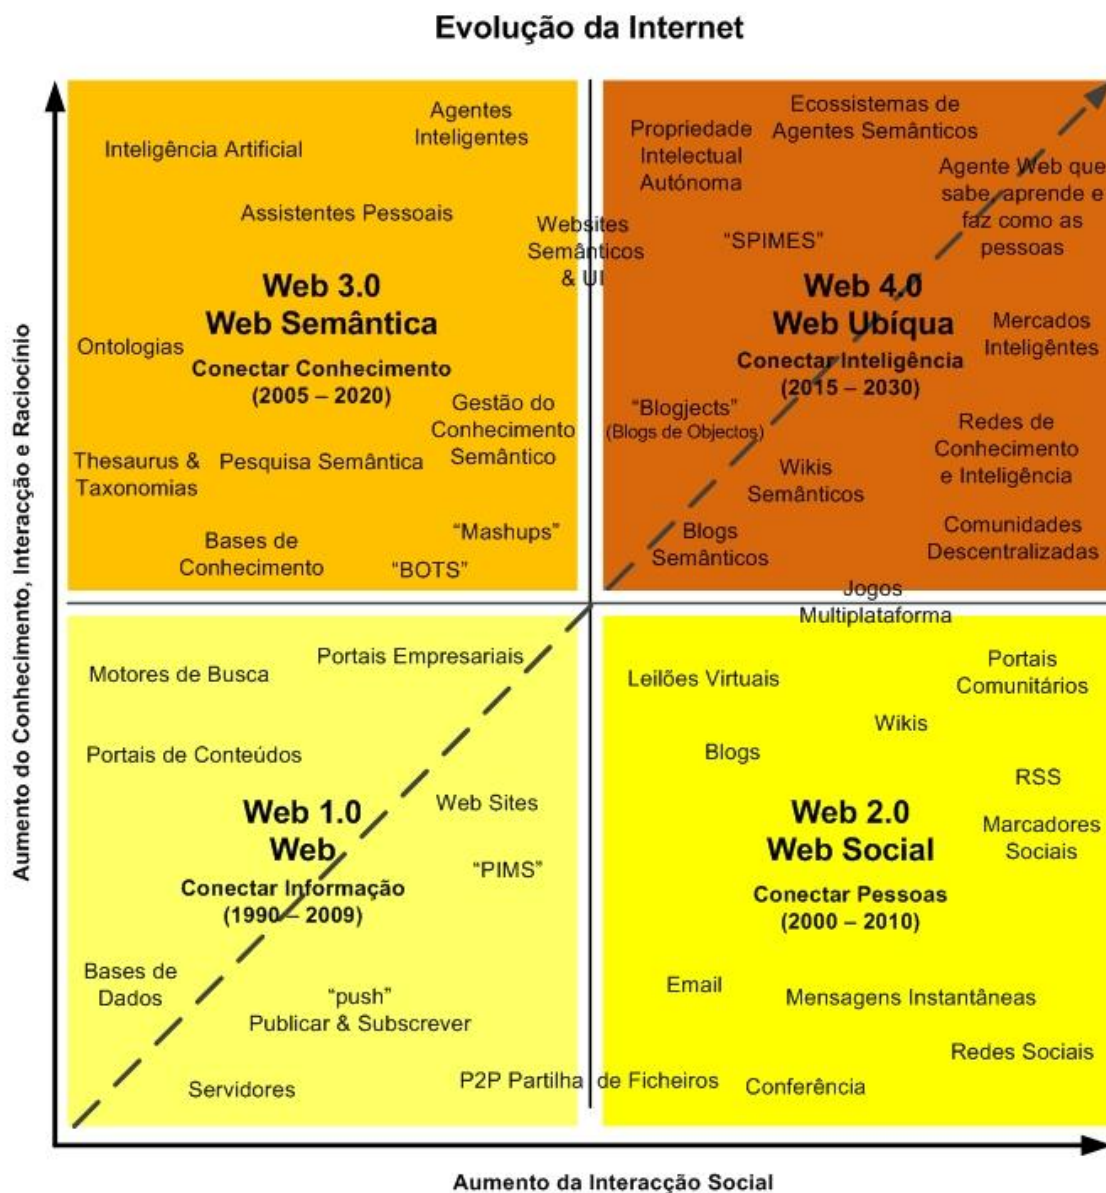 Evolução da Internet
Aumento do Conhecimento, Interacção e Raciocínio
Inteligência Artificial
Agentes
Inteligentes
Assistentes Pessoais
Websites
Semânticos
& UI
Web 3.0
Web Semântica
Conectar Conhecimento
(2005 – 2020)
Ontologias
Gestão do
Conhecimento
Semântico
Thesaurus &
Taxonomias
Pesquisa Semântica
Bases de
Conhecimento
“Mashups”
“BOTS”
Propriedade
Intelectual
Autónoma
Ecossistemas de
Agentes Semânticos
Agente Web que
sabe, aprende e
faz como as
pessoas
“SPIMES”
Web 4.0
Web Ubíqua
Conectar Inteligência
(2015 – 2030)
Mercados
Inteligêntes
“Blogjects”
(Blogs de Objectos)
Redes de
Conhecimento
e Inteligência
Wikis
Semânticos
Blogs
Semânticos
Comunidades
Descentralizadas
Jogos
Multiplataforma
Motores de Busca
Portais Empresariais
Portais de Conteúdos
Web Sites
Web 1.0
Web
Conectar Informação
(1990 – 2009)
“PIMS”
Bases de
Dados
“push”
Publicar & Subscrever
Servidores
P2P Partilha de Ficheiros
Leilões Virtuais
Portais
Comunitários
Wikis
Blogs
RSS
Web 2.0
Web Social
Conectar Pessoas
(2000 – 2010)
Marcadores
Sociais
Email
Mensagens Instantâneas
Redes Sociais
Conferência
Aumento da Interacção Social